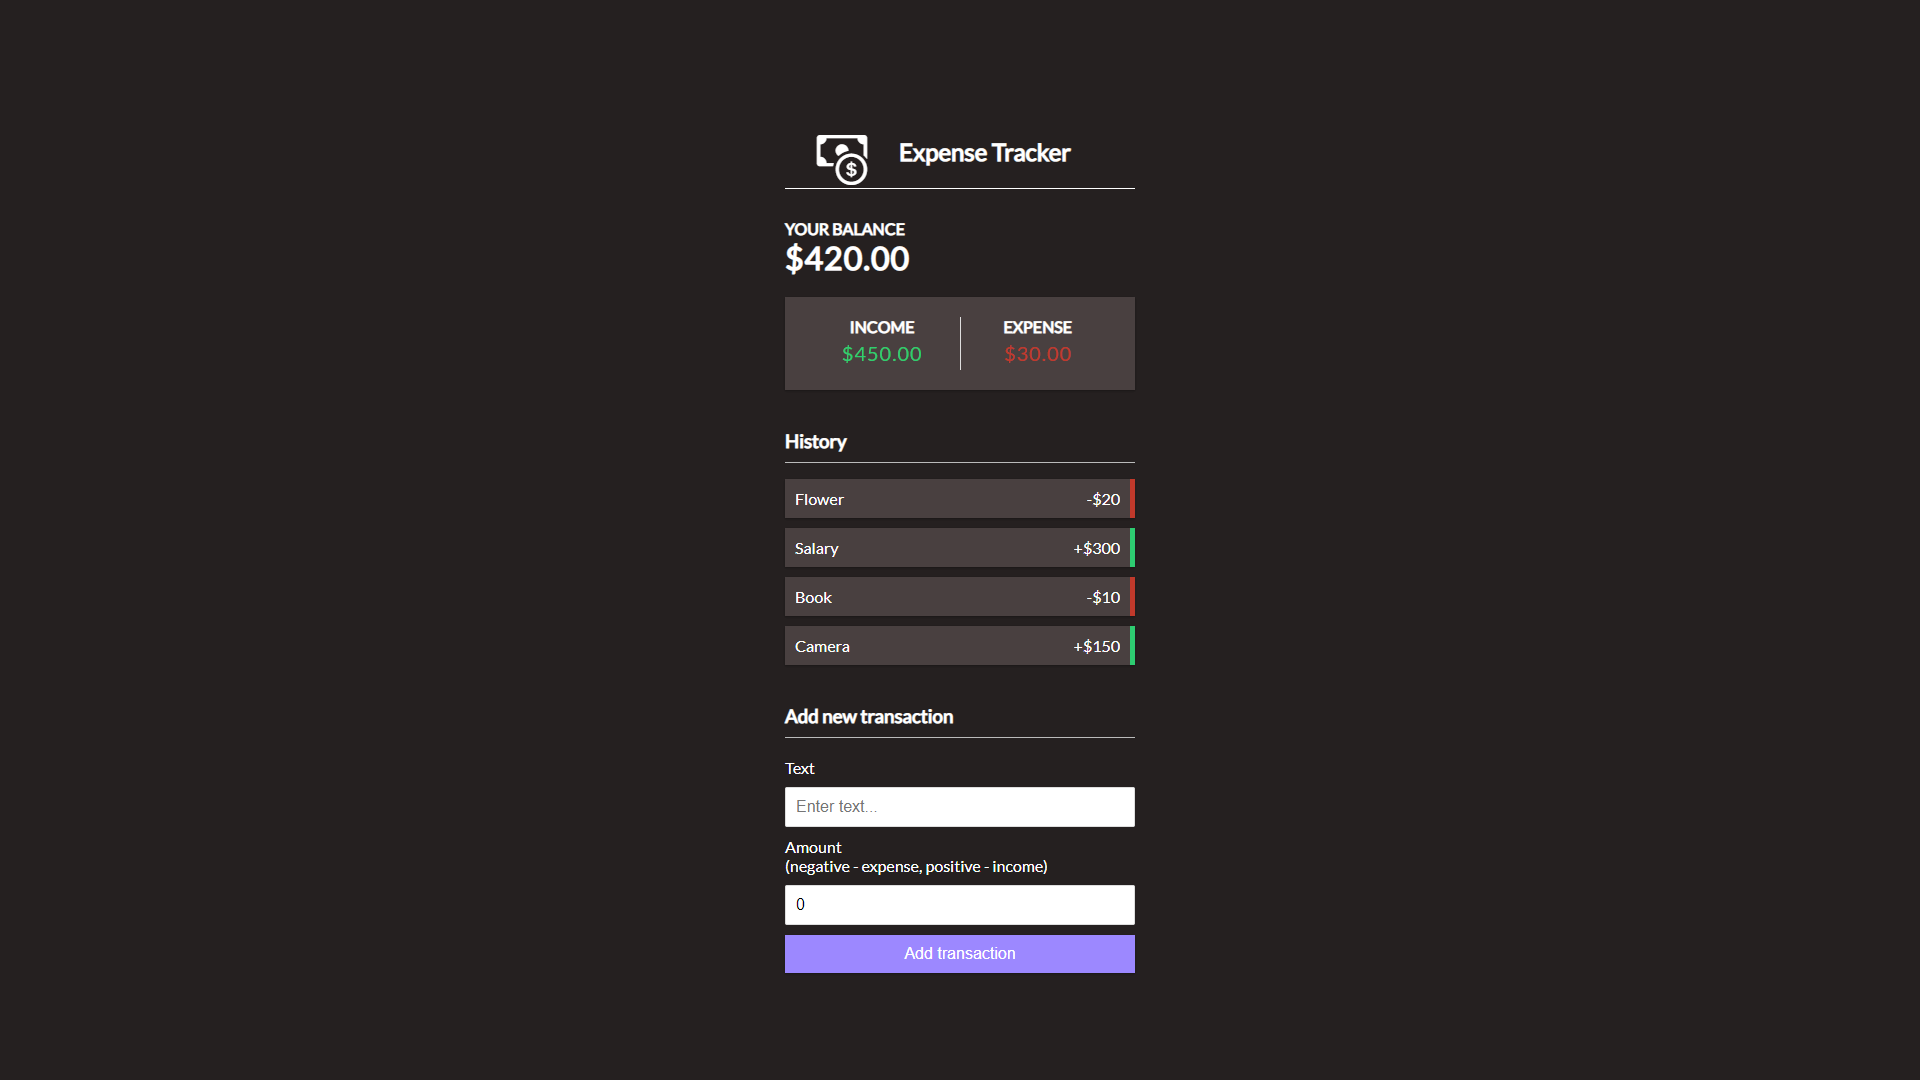 $
Expense Tracker
YOUR BALANCE
$420.00
INCOME
EXPENSE
$450.00
$30.00
History
Flower -$20
Salary +$300
Book -$10
Camera +$150
Add new transaction
Text
Enter text...
Amount
(negative - expense, positive - income)
0
Add transaction